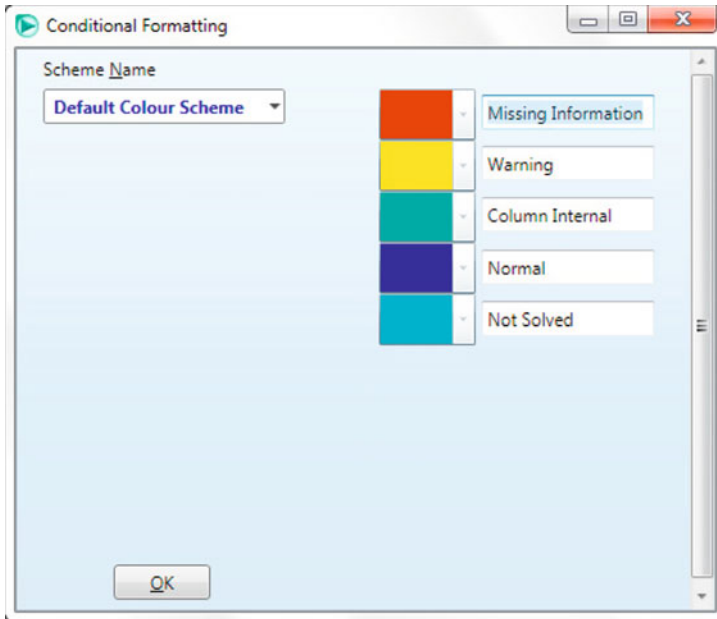 Conditional Formatting
Scheme Name
Default Colour Scheme
Missing Information
Warning
Column Internal
Normal
Not Solved
OK